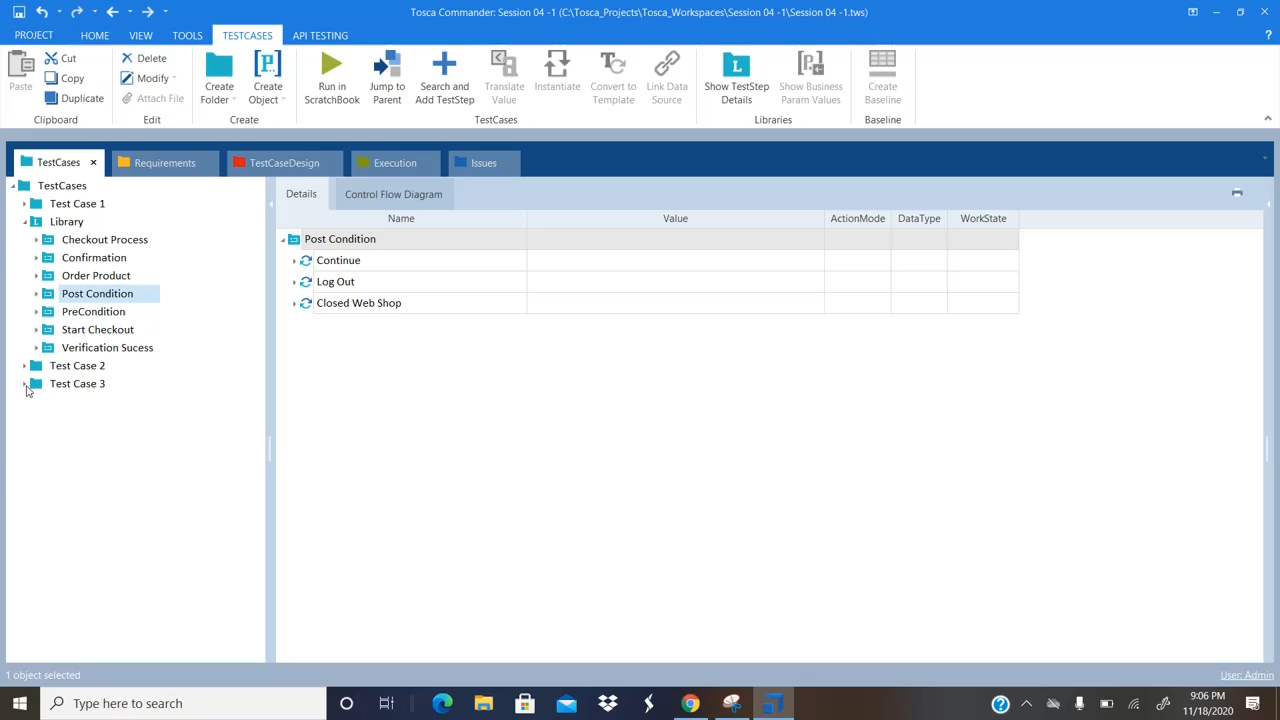 Tosca Commander: Session 04 -1 (C:\Tosca_Projects\Tosca_Workspaces\Session 04 -1\Session 04 -1.tws)
PROJECT HOME VIEW TOOLS TESTCASES API TESTING ?
Paste
Cut
Copy
Duplicate
Clipboard
Delete
Modify
Attach File
Edit
Create Folder
Create Object
Create
Run in ScratchBook
Jump to Parent
Search and Add TestStep
Translate Value
Instantiate
Convert to Template
Link Data Source
TestCases
L
Show TestStep Details
Show Business Param Values
Libraries
Create Baseline
Baseline
TestCases × Requirements TestCaseDesign Execution Issues
TestCases
Test Case 1
L Library
Checkout Process
Confirmation
Order Product
Post Condition
PreCondition
Start Checkout
Verification Sucess
Test Case 2
Test Case 3
Details Control Flow Diagram
Name Value ActionMode DataType WorkState
Post Condition
Continue
Log Out
Closed Web Shop
1 object selected
User: Admin
Type here to search
9:06 PM
11/18/2020